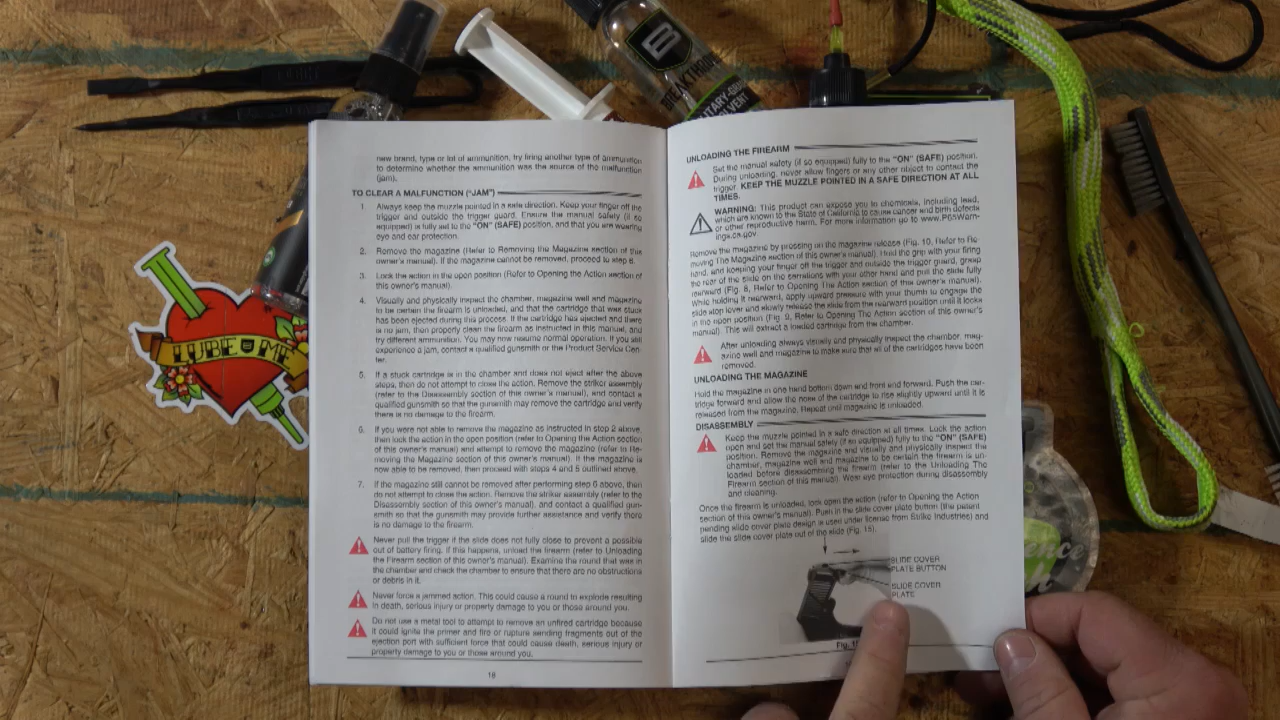 new brand, type or lot of ammunition, try firing another type of ammunition
to determine whether the ammunition was the source of the malfunction
(jam).
TO CLEAR A MALFUNCTION ("JAM")
1. Always keep the muzzle pointed in a safe direction. Keep your finger off the
trigger and outside the trigger guard. Ensure the manual safety (if so
equipped) is fully set to the "ON" (SAFE) position, and that you are wearing
eye and ear protection.
2. Remove the magazine (Refer to Removing the Magazine section of this
owner's manual). If the magazine cannot be removed, proceed to step 6.
3. Lock the action in the open position (Refer to Opening the Action section of
this owner's manual).
4. Visually and physically inspect the chamber, magazine well and magazine
to be certain the firearm is unloaded, and that the cartridge that was stuck
has been ejected during this process. If the cartridge has ejected and there
is no jam, then properly clean the firearm as instructed in this manual, and
try different ammunition. You may now resume normal operation. If you still
experience a jam, contact a qualified gunsmith or the Product Service Cen-
ter.
5. If a stuck cartridge is in the chamber and does not eject after the above
steps, then do not attempt to close the action. Remove the striker assembly
(refer to the Disassembly section of this owner's manual), and contact a
qualified gunsmith so that the gunsmith may remove the cartridge and verify
there is no damage to the firearm.
6. If you were not able to remove the magazine as instructed in step 2 above,
then lock the action in the open position (refer to Opening the Action section
of this owner's manual) and attempt to remove the magazine (refer to Re-
moving the Magazine section of this owner's manual). If the magazine is
now able to be removed, then proceed with steps 4 and 5 outlined above.
7. If the magazine still cannot be removed after performing step 6 above, then
do not attempt to close the action. Remove the striker assembly (refer to the
Disassembly section of this owner's manual), and contact a qualified gun-
smith so that the gunsmith may provide further assistance and verify there
is no damage to the firearm.
Never pull the trigger if the slide does not fully close to prevent a possible
out of battery firing. If this happens, unload the firearm (refer to Unloading
the Firearm section of this owner's manual). Examine the round that was in
the chamber and check the chamber to ensure that there are no obstructions
or debris in it.
Never force a jammed action. This could cause a round to explode resulting
in death, serious injury or property damage to you or those around you.
Do not use a metal tool to attempt to remove an unfired cartridge because
it could ignite the primer and fire or rupture sending fragments out of the
ejection port with sufficient force that could cause death, serious injury or
property damage to you or those around you.
18
UNLOADING THE FIREARM
Set the manual safety (if so equipped) fully to the "ON" (SAFE) position.
During unloading, never allow fingers or any other object to contact the
trigger. KEEP THE MUZZLE POINTED IN A SAFE DIRECTION AT ALL
TIMES.
WARNING: This product can expose you to chemicals, including lead,
which are known to the State of California to cause cancer and birth defects
or other reproductive harm. For more information go to www.P65Warn-
ings.ca.gov
Remove the magazine by pressing on the magazine release (Fig. 10, Refer to Re-
moving The Magazine section of this owner's manual). Hold the grip with your firing
hand, and keeping your finger off the trigger and outside the trigger guard, grasp
the rear of the slide on the serrations with your other hand and pull the slide fully
rearward (Fig. 8, Refer to Opening The Action section of this owner's manual).
While holding it rearward, apply upward pressure with your thumb to engage the
slide stop lever and slowly release the slide from the rearward position until it locks
in the open position (Fig. 9, Refer to Opening The Action section of this owner's
manual). This will extract a loaded cartridge from the chamber.
After unloading always visually and physically inspect the chamber, mag-
azine well and magazine to make sure that all of the cartridges have been
removed.
UNLOADING THE MAGAZINE
Hold the magazine in one hand bottom down and front end forward. Push the car-
tridge forward and allow the nose of the cartridge to rise slightly upward until it is
released from the magazine. Repeat until magazine is unloaded.
DISASSEMBLY
Keep the muzzle pointed in a safe direction at all times. Lock the action
open and set the manual safety (if so equipped) fully to the "ON" (SAFE)
position. Remove the magazine and visually and physically inspect the
chamber, magazine well and magazine to be certain the firearm is un-
loaded before disassembling the firearm (refer to the Unloading The
Firearm section of this manual). Wear eye protection during disassembly
and cleaning.
Once the firearm is unloaded, lock open the action (refer to Opening the Action
section of this owner's manual). Push in the slide cover plate button (the patent
pending slide cover plate design is used under license from Strike Industries) and
slide the slide cover plate out of the slide (Fig. 15).
SLIDE COVER
PLATE BUTTON
SLIDE COVER
PLATE
Fig.
LUBE ME